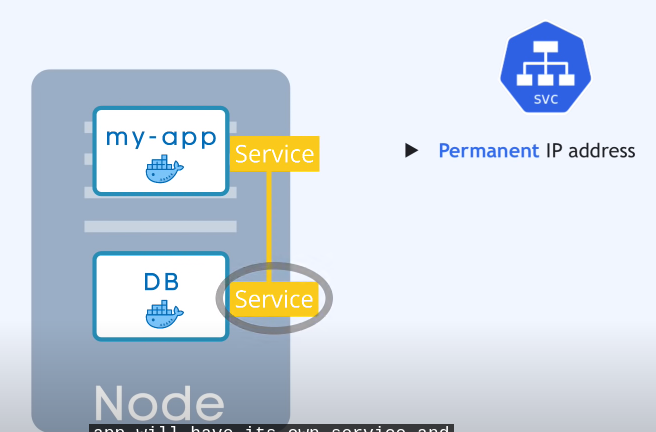 svc
my-app
Service
Permanent IP address
DB
Service
Node
app will have its own service and